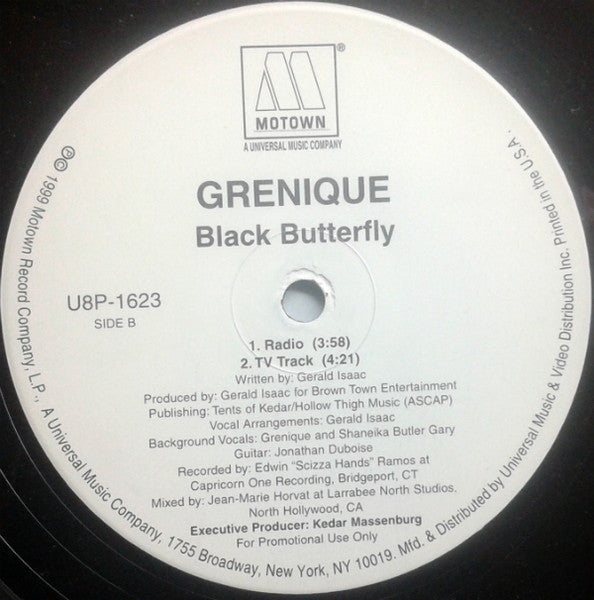 MOTOWN®
A UNIVERSAL MUSIC COMPANY
GRENIQUE
Black Butterfly
U8P-1623
SIDE B
1. Radio (3:58)
2. TV Track (4:21)
Written by: Gerald Isaac
Produced by: Gerald Isaac for Brown Town Entertainment
Publishing: Tents of Kedar/Hollow Thigh Music (ASCAP)
Vocal Arrangements: Gerald Isaac
Background Vocals: Grenique and Shaneika Butler Gary
Guitar: Jonathan Duboise
Recorded by: Edwin "Scizza Hands" Ramos at
Capricorn One Recording, Bridgeport, CT
Mixed by: Jean-Marie Horvat at Larrabee North Studios,
North Hollywood, CA
Executive Producer: Kedar Massenburg
For Promotional Use Only
℗© 1999 Motown Record Company, L.P., A Universal Music Company, 1755 Broadway, New York, NY 10019. Mfd. & Distributed by Universal Music & Video Distribution Inc. Printed in the U.S.A.